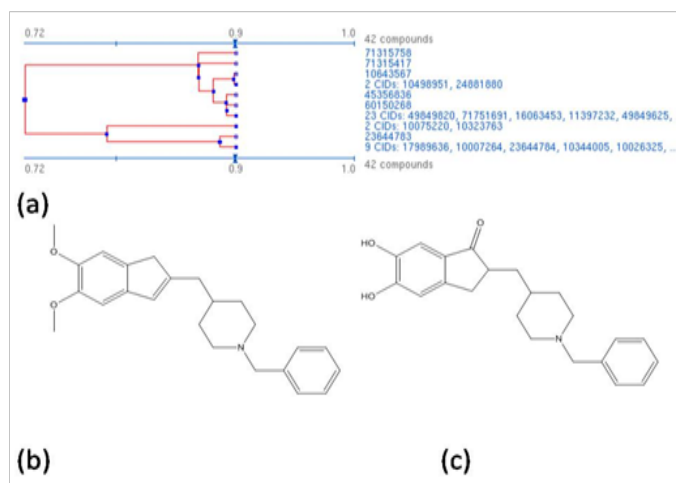 0.72 0.9 1.0
42 compounds
71315758
71315417
10643567
2 CIDs: 10498951, 24881880
45356836
60150268
23 CIDs: 49849820, 71751691, 16063453, 11397232, 49849625,
2 CIDs: 10075220, 10323763
23644783
9 CIDs: 17989636, 10007264, 23644784, 10344005, 10026325, ...
0.72 0.9 1.0
42 compounds
(a)
O
O
N
(b)
O
HO
HO
N
(c)